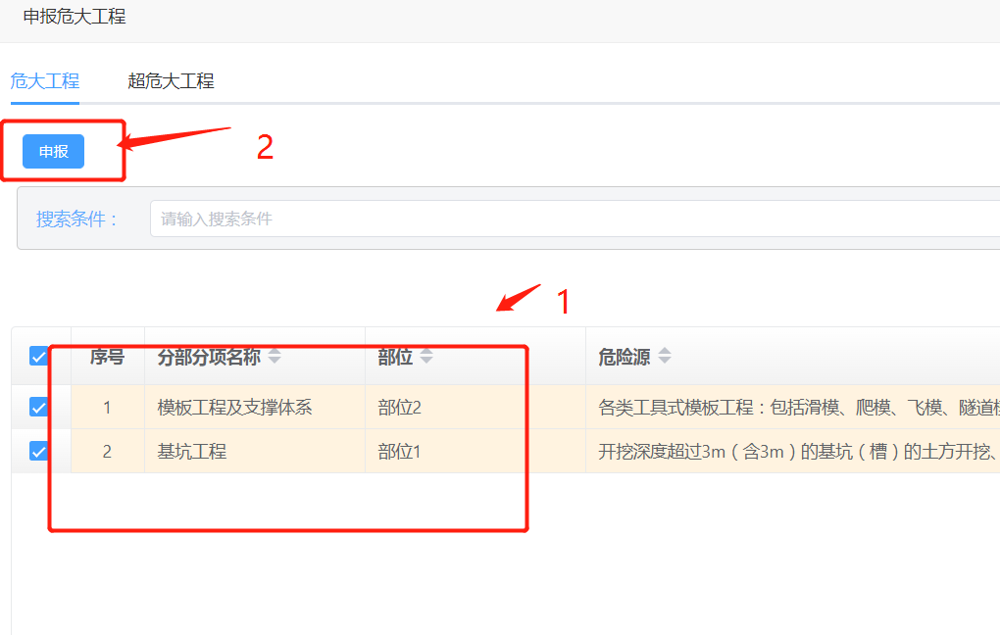 申报危大工程
危大工程 超危大工程
申报 2
搜索条件： 请输入搜索条件
1
序号 分部分项名称 部位 危险源
1 模板工程及支撑体系 部位2 各类工具式模板工程：包括滑模、爬模、飞模、隧道
2 基坑工程 部位1 开挖深度超过3m（含3m）的基坑（槽）的土方开挖、